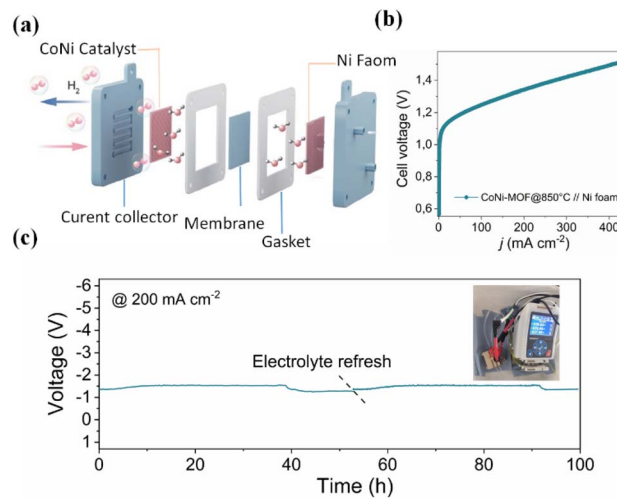 (a)
CoNi Catalyst
Ni Faom
H2
Curent collector
Membrane
Gasket
(b)
1,6
1,4
1,2
1,0
0,8
0,6
Cell voltage (V)
CoNi-MOF@850°C // Ni foam
0 100 200 300 400
j (mA cm-2)
(c)
@ 200 mA cm-2
Electrolyte refresh
-6
-5
-4
-3
-2
-1
0
1
Voltage (V)
0 20 40 60 80 100
Time (h)